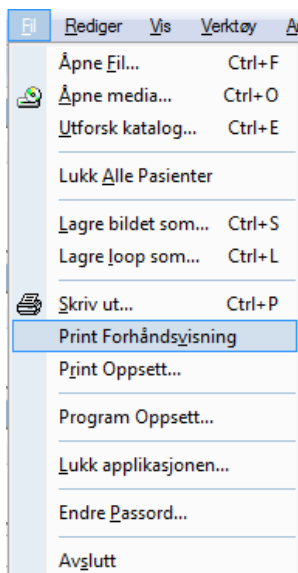 Fil Rediger Vis Verktøy
Åpne Fil... Ctrl+F
Åpne media... Ctrl+O
Utforsk katalog... Ctrl+E
Lukk Alle Pasienter
Lagre bildet som... Ctrl+S
Lagre loop som... Ctrl+L
Skriv ut... Ctrl+P
Print Forhåndsvisning
Print Oppsett...
Program Oppsett...
Lukk applikasjonen...
Endre Passord...
Avslutt